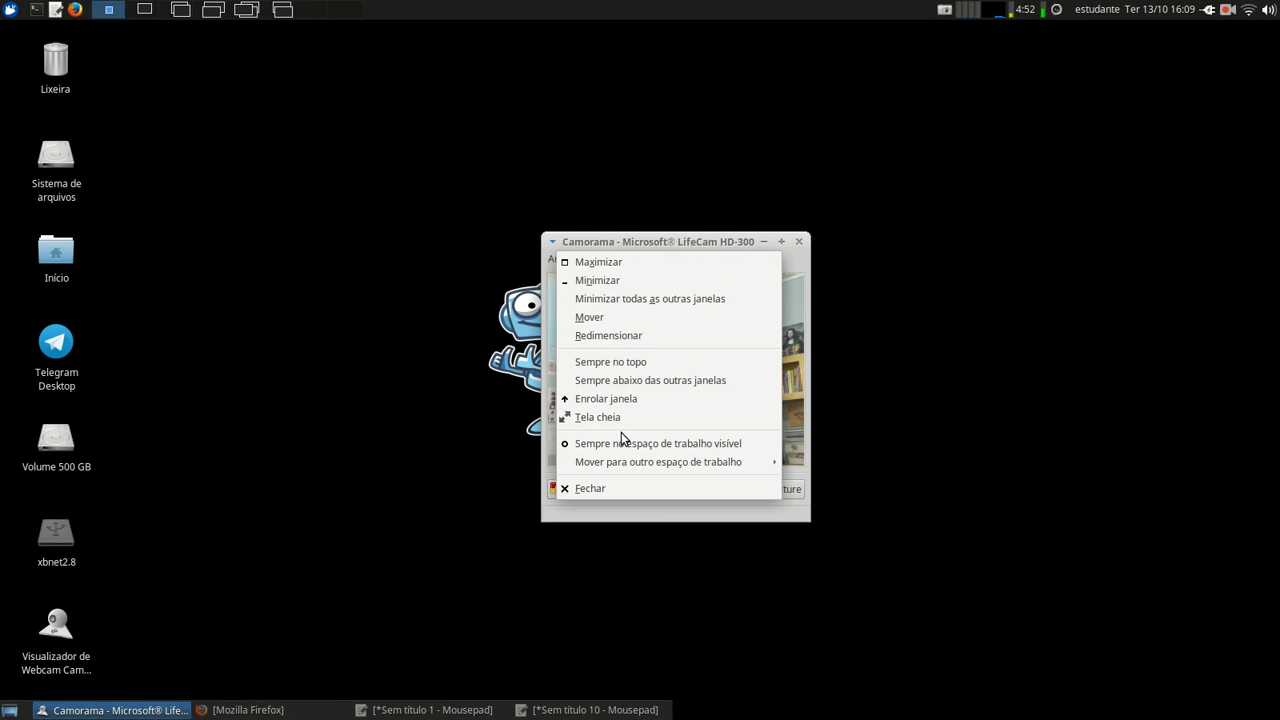 4:52
estudante Ter 13/10 16:09
Lixeira
Sistema de
arquivos
Início
Telegram
Desktop
Volume 500 GB
xbnet2.8
Visualizador de
Webcam Cam...
Camorama - Microsoft® LifeCam HD-300
Maximizar
Minimizar
Minimizar todas as outras janelas
Mover
Redimensionar
Sempre no topo
Sempre abaixo das outras janelas
Enrolar janela
Tela cheia
Sempre no espaço de trabalho visível
Mover para outro espaço de trabalho
Fechar
ture
Camorama - Microsoft® Life...
[Mozilla Firefox]
[*Sem título 1 - Mousepad]
[*Sem título 10 - Mousepad]